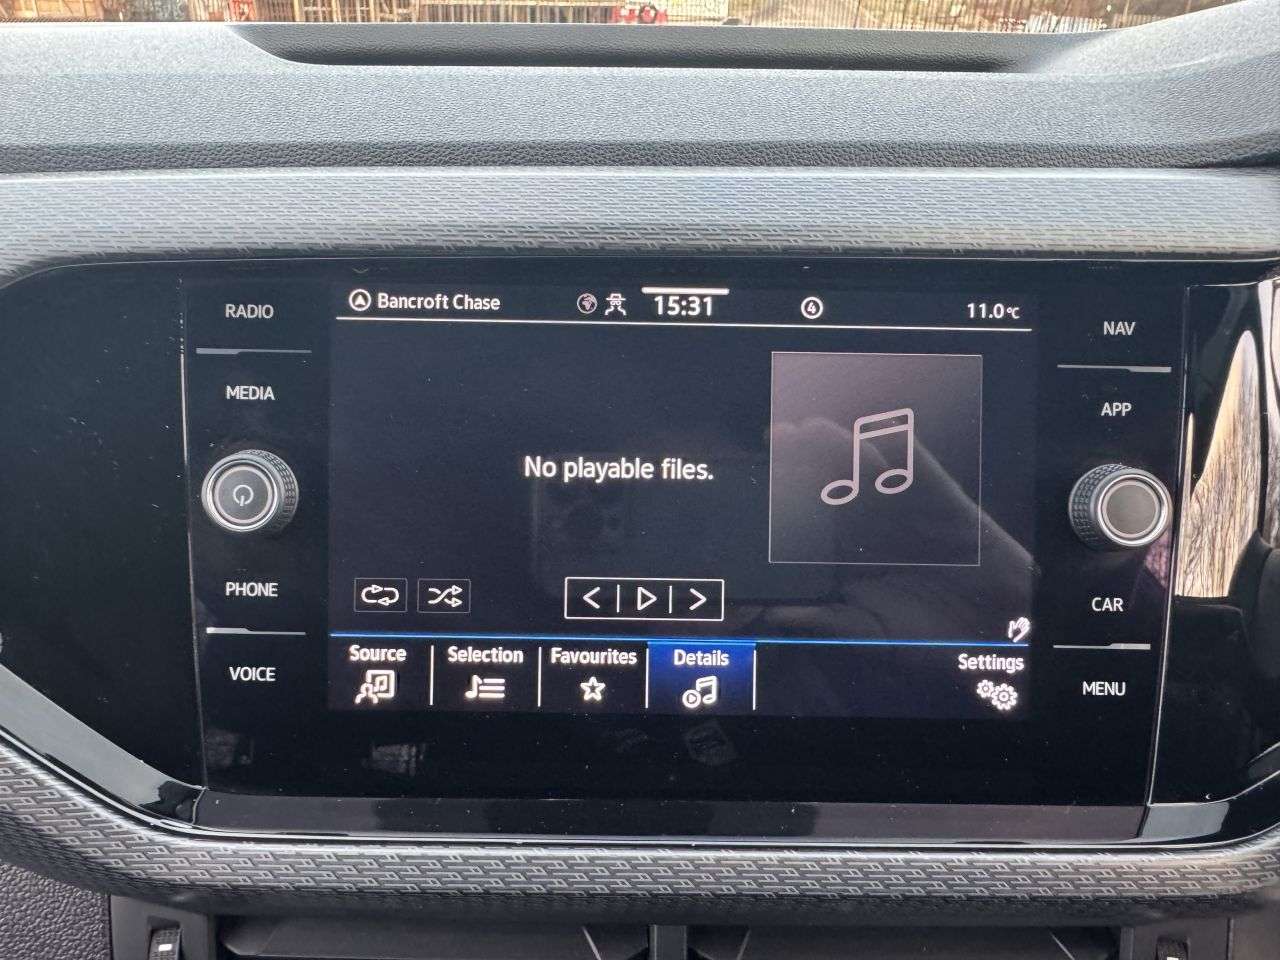 RADIO
MEDIA
PHONE
VOICE
Bancroft Chase
15:31
4
11.0°C
No playable files.
Source
Selection
Favourites
Details
Settings
NAV
APP
CAR
MENU